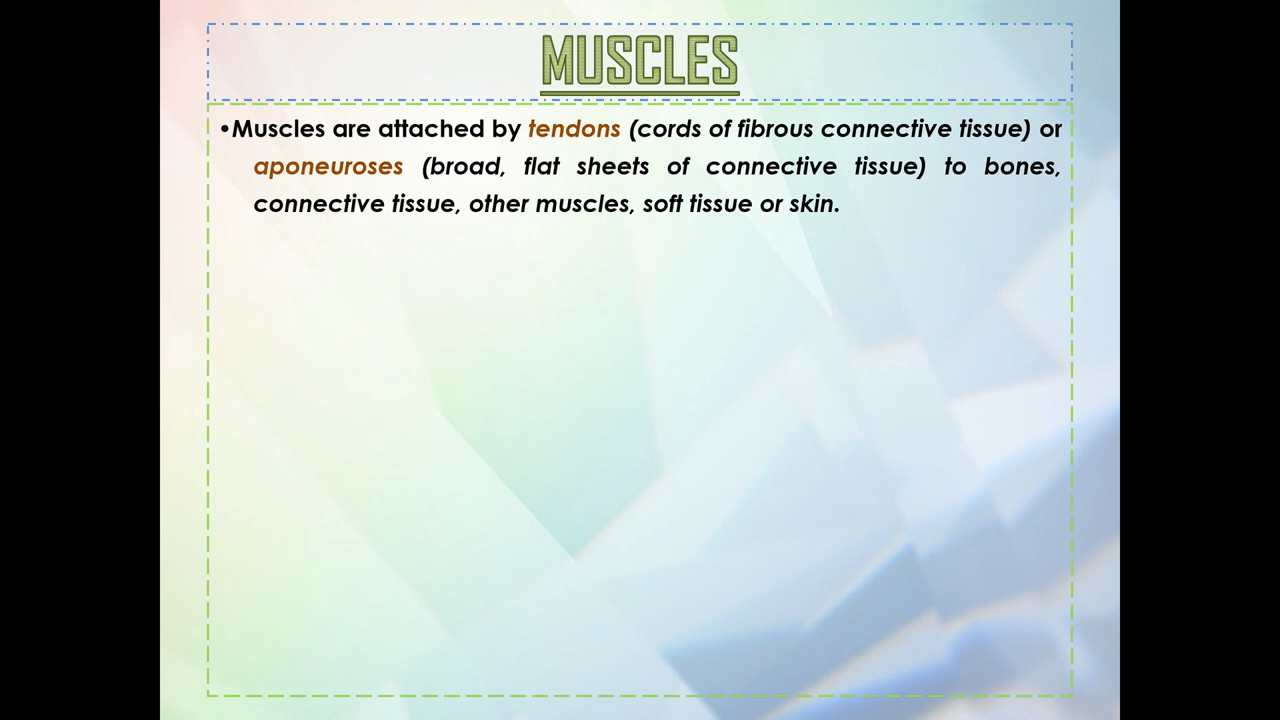 MUSCLES
•Muscles are attached by tendons (cords of fibrous connective tissue) or
aponeuroses (broad, flat sheets of connective tissue) to bones,
connective tissue, other muscles, soft tissue or skin.